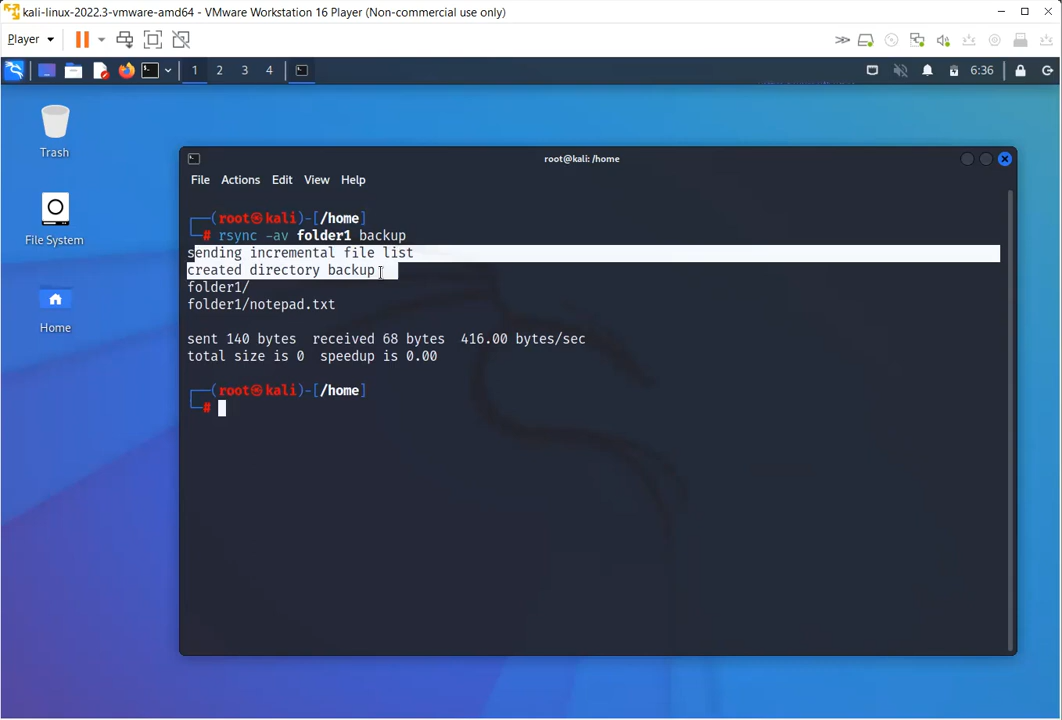 kali-linux-2022.3-vmware-amd64 - VMware Workstation 16 Player (Non-commercial use only)
Player
1 2 3 4 6:36
Trash
File System
Home
root@kali: /home
File Actions Edit View Help
┌──(root㉿kali)-[/home]
└─# rsync -av folder1 backup
sending incremental file list
created directory backup
folder1/
folder1/notepad.txt
sent 140 bytes  received 68 bytes  416.00 bytes/sec
total size is 0  speedup is 0.00
┌──(root㉿kali)-[/home]
└─#